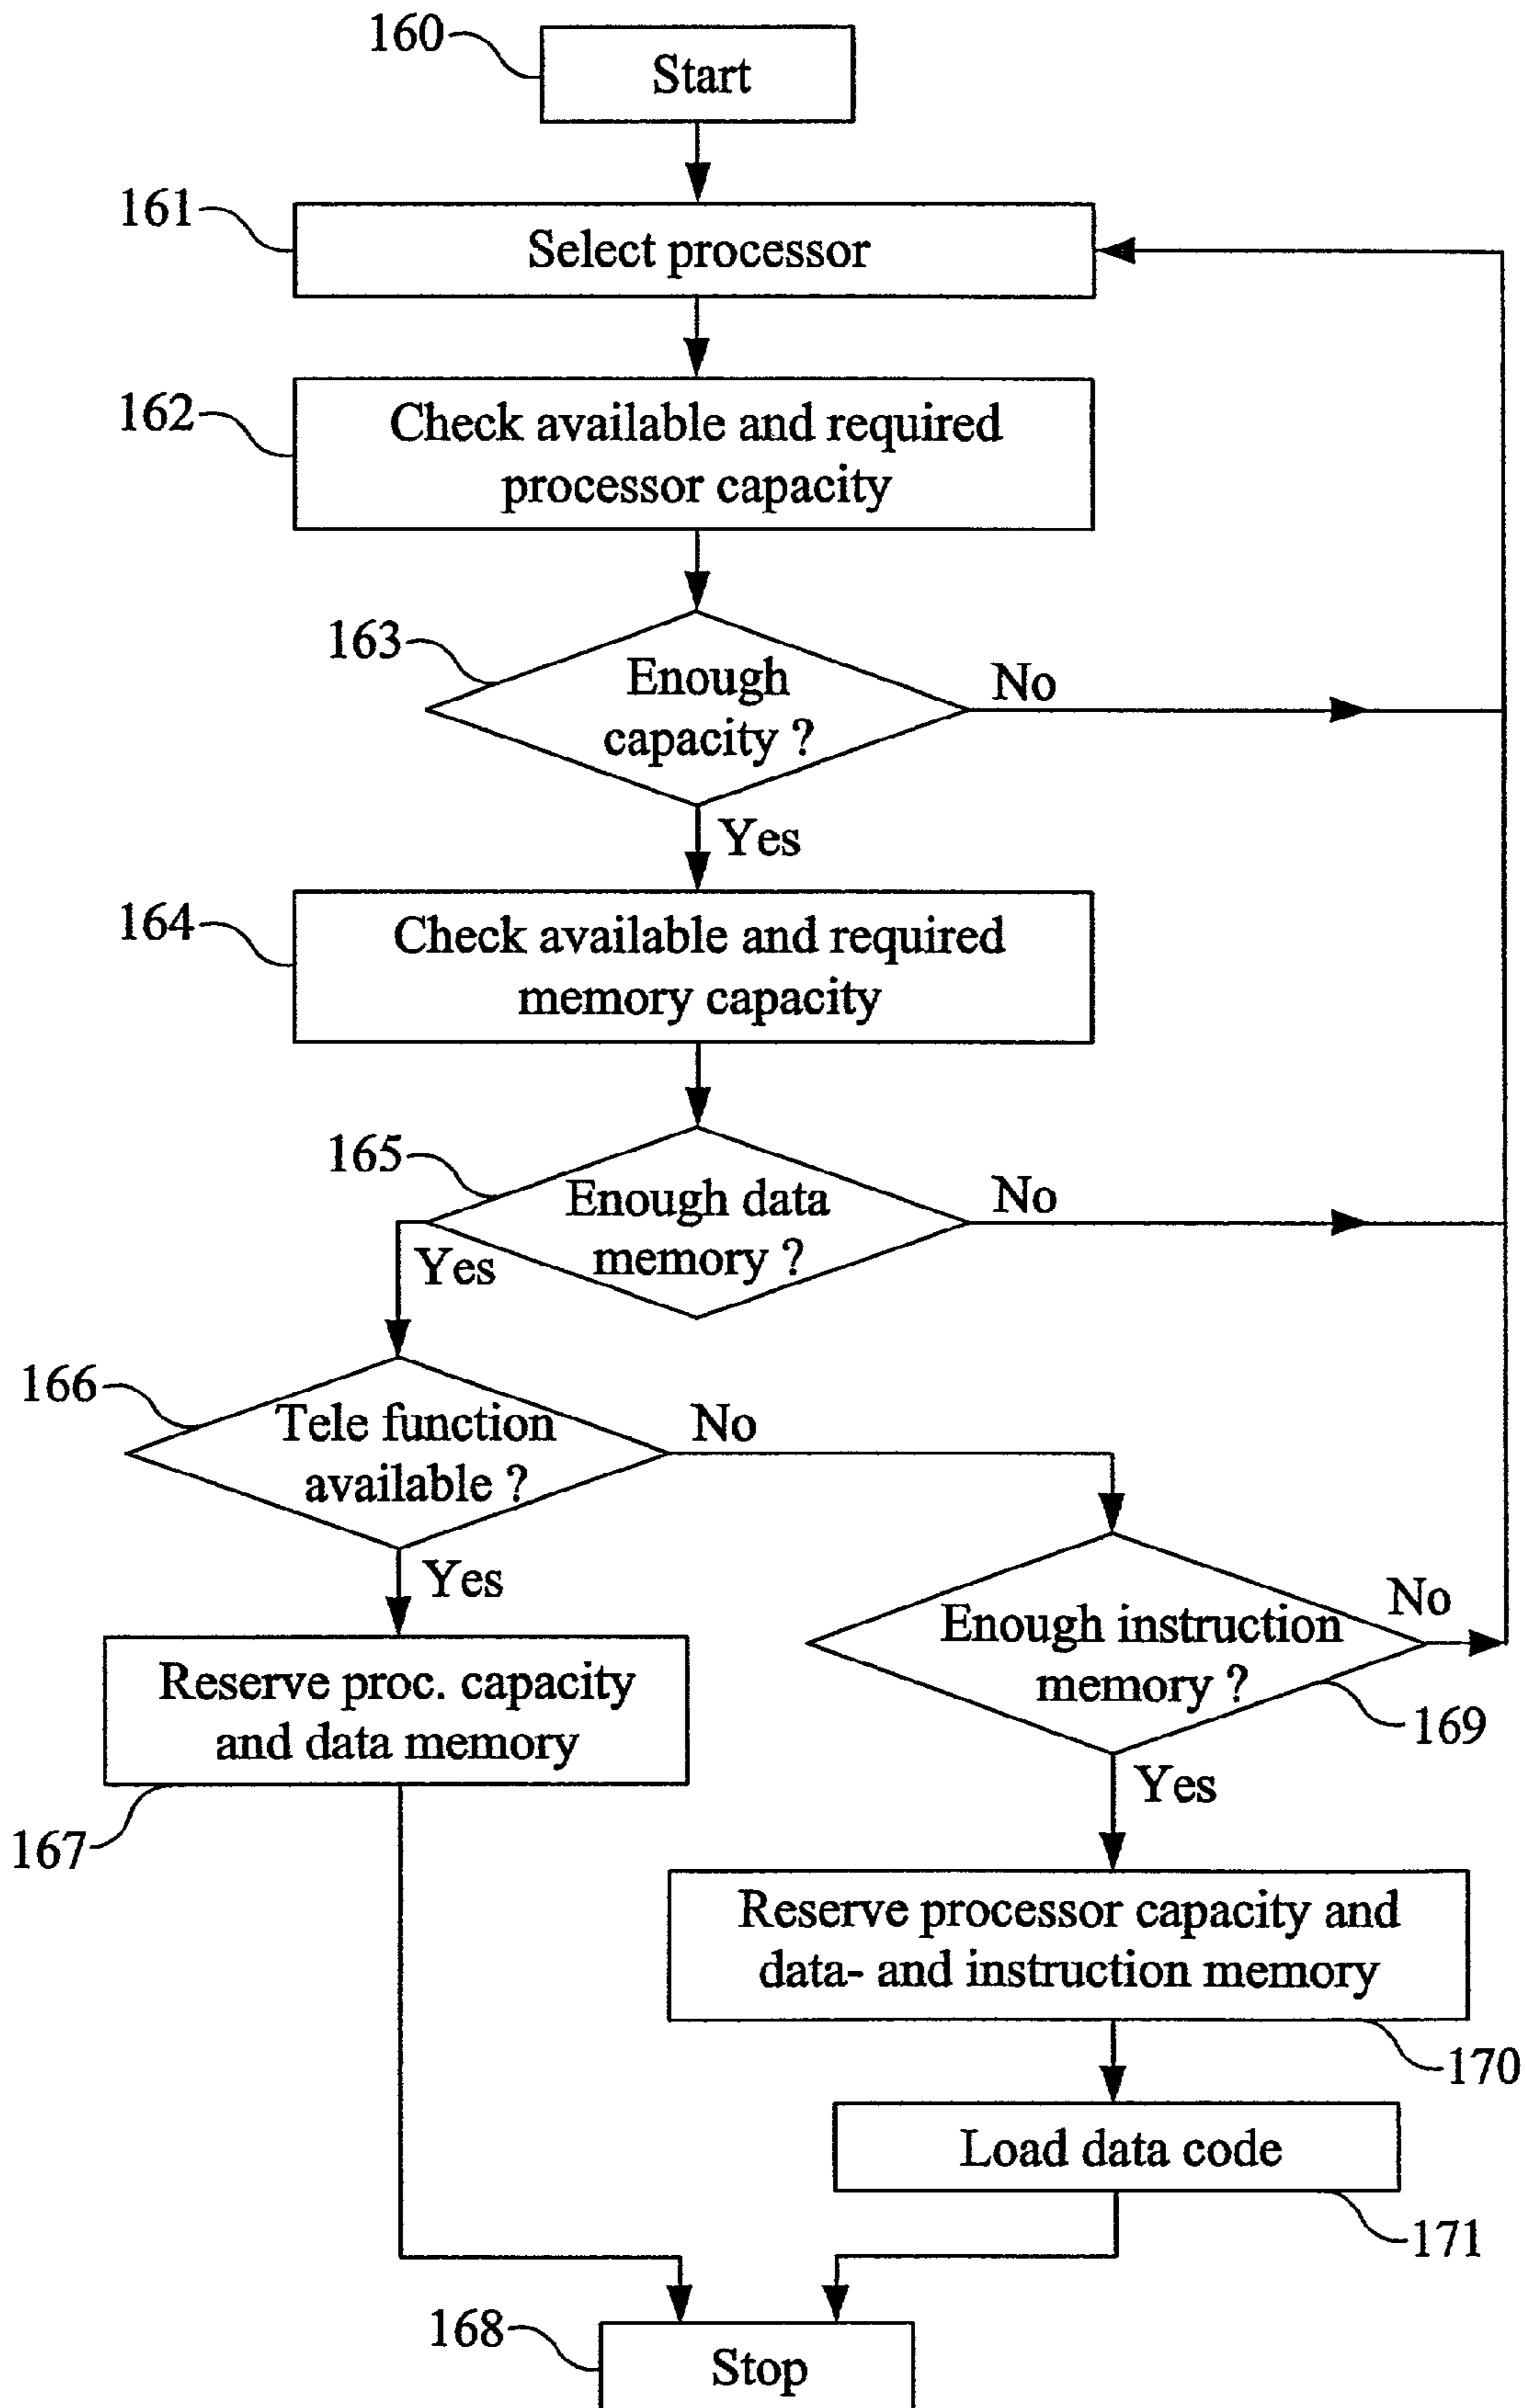 160
Start
161
Select processor
162
Check available and required
processor capacity
163
Enough
capacity ?
No
Yes
164
Check available and required
memory capacity
165
Enough data
memory ?
No
Yes
166
Tele function
available ?
No
Yes
Enough instruction
memory ?
No
169
Yes
Reserve proc. capacity
and data memory
167
Reserve processor capacity and
data- and instruction memory
170
Load data code
171
168
Stop